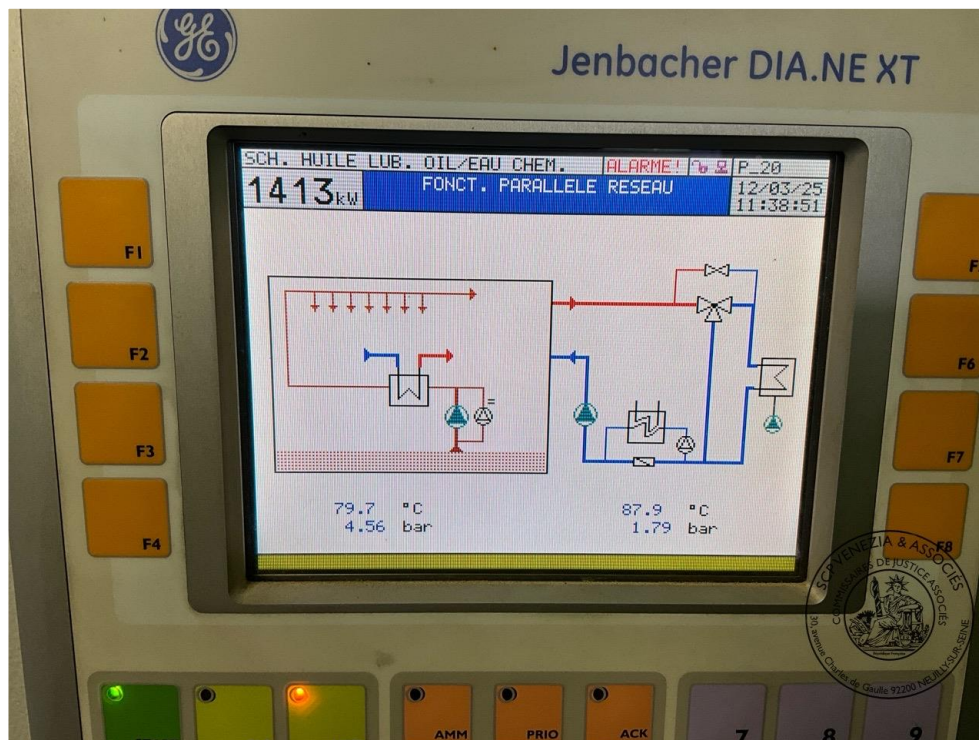 GE
Jenbacher DIA.NE XT
SCH. HUILE LUB. OIL/EAU CHEM. ALARME! P_20
1413kW FONCT. PARALLELE RESEAU 12/03/25
11:38:51
F1
F2
F3
F4
F
F6
F7
F8
79.7 °C
4.56 bar
87.9 °C
1.79 bar
SCP VENEZIA & ASSOCIÉS
COMMISSAIRES DE JUSTICE ASSOCIÉS
130, avenue Charles de Gaulle 92200 NEUILLY-SUR-SEINE
AMM
PRIO
ACK
7
8
9